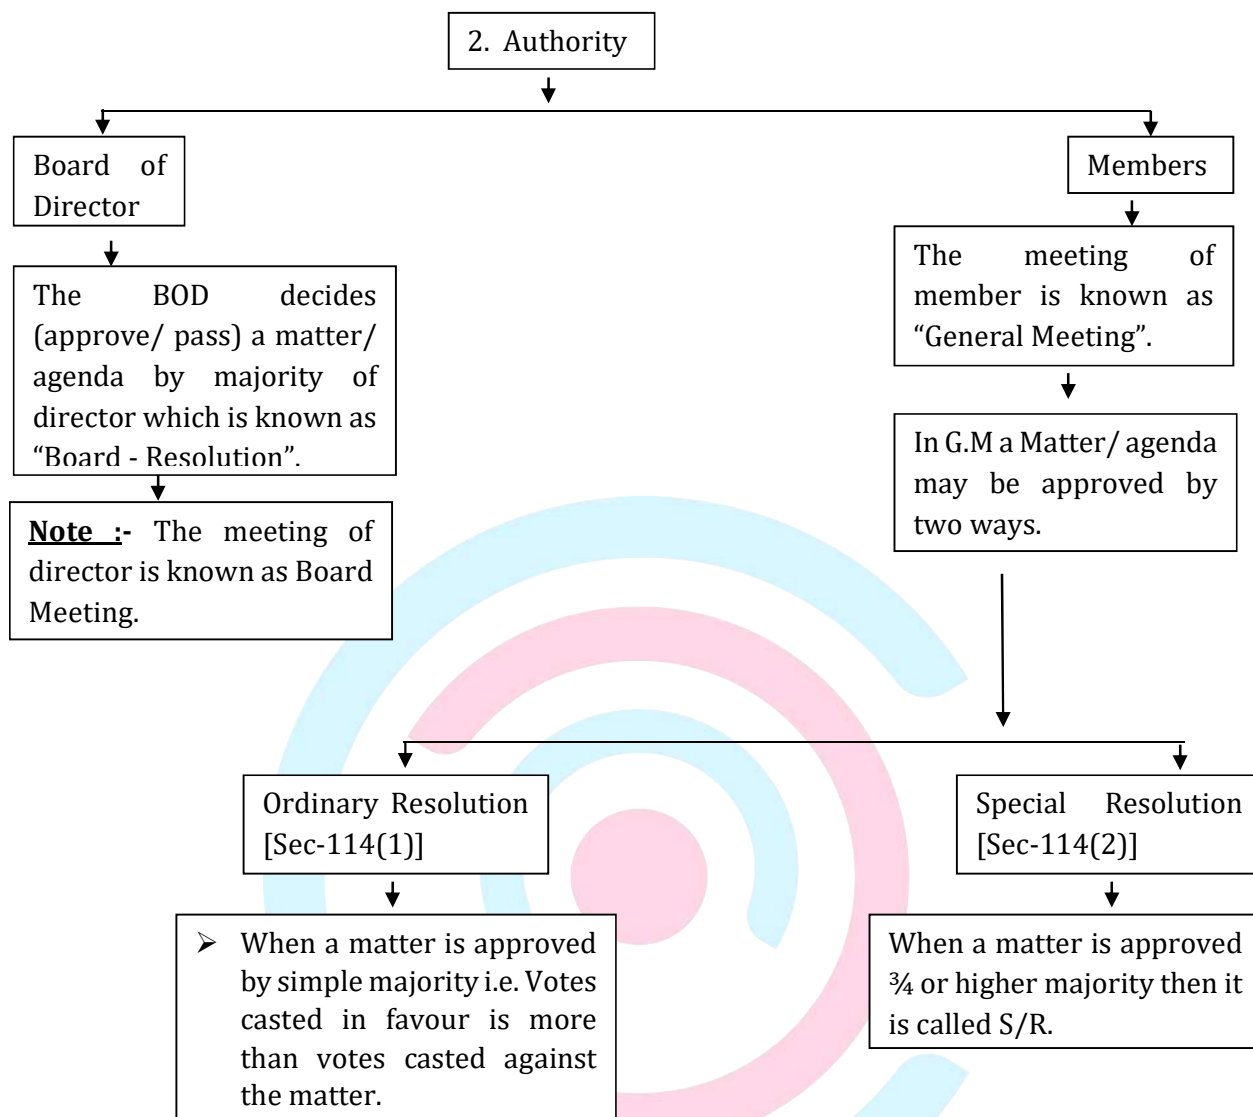 2. Authority
Board of
Director
Members
The BOD decides
(approve/ pass) a matter/
agenda by majority of
director which is known as
“Board - Resolution”.
The meeting of
member is known as
“General Meeting”.
Note :- The meeting of
director is known as Board
Meeting.
In G.M a Matter/ agenda
may be approved by
two ways.
Ordinary Resolution
[Sec-114(1)]
Special Resolution
[Sec-114(2)]
➢ When a matter is approved
by simple majority i.e. Votes
casted in favour is more
than votes casted against
the matter.
When a matter is approved
¾ or higher majority then it
is called S/R.